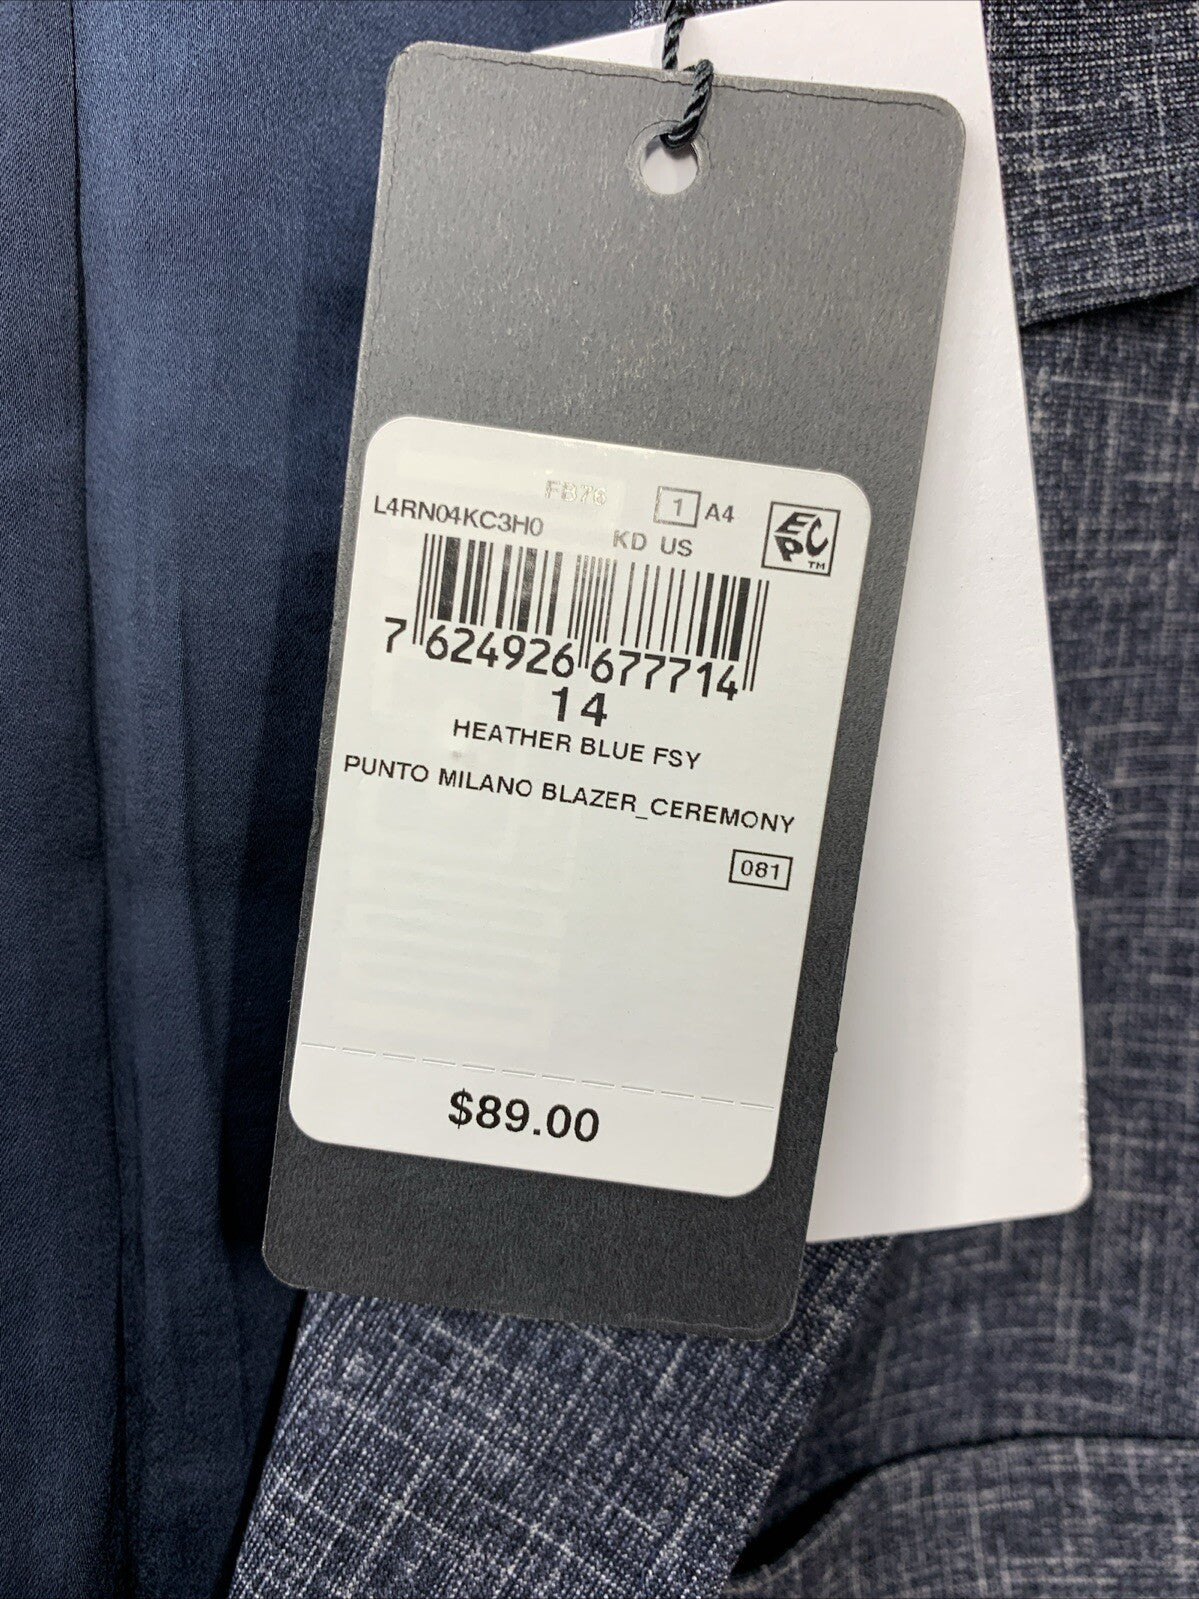 FB76 1 A4
L4RN04KC3H0 KD US ECP™
7 624926 677714
14
HEATHER BLUE FSY
PUNTO MILANO BLAZER_CEREMONY
081
$89.00